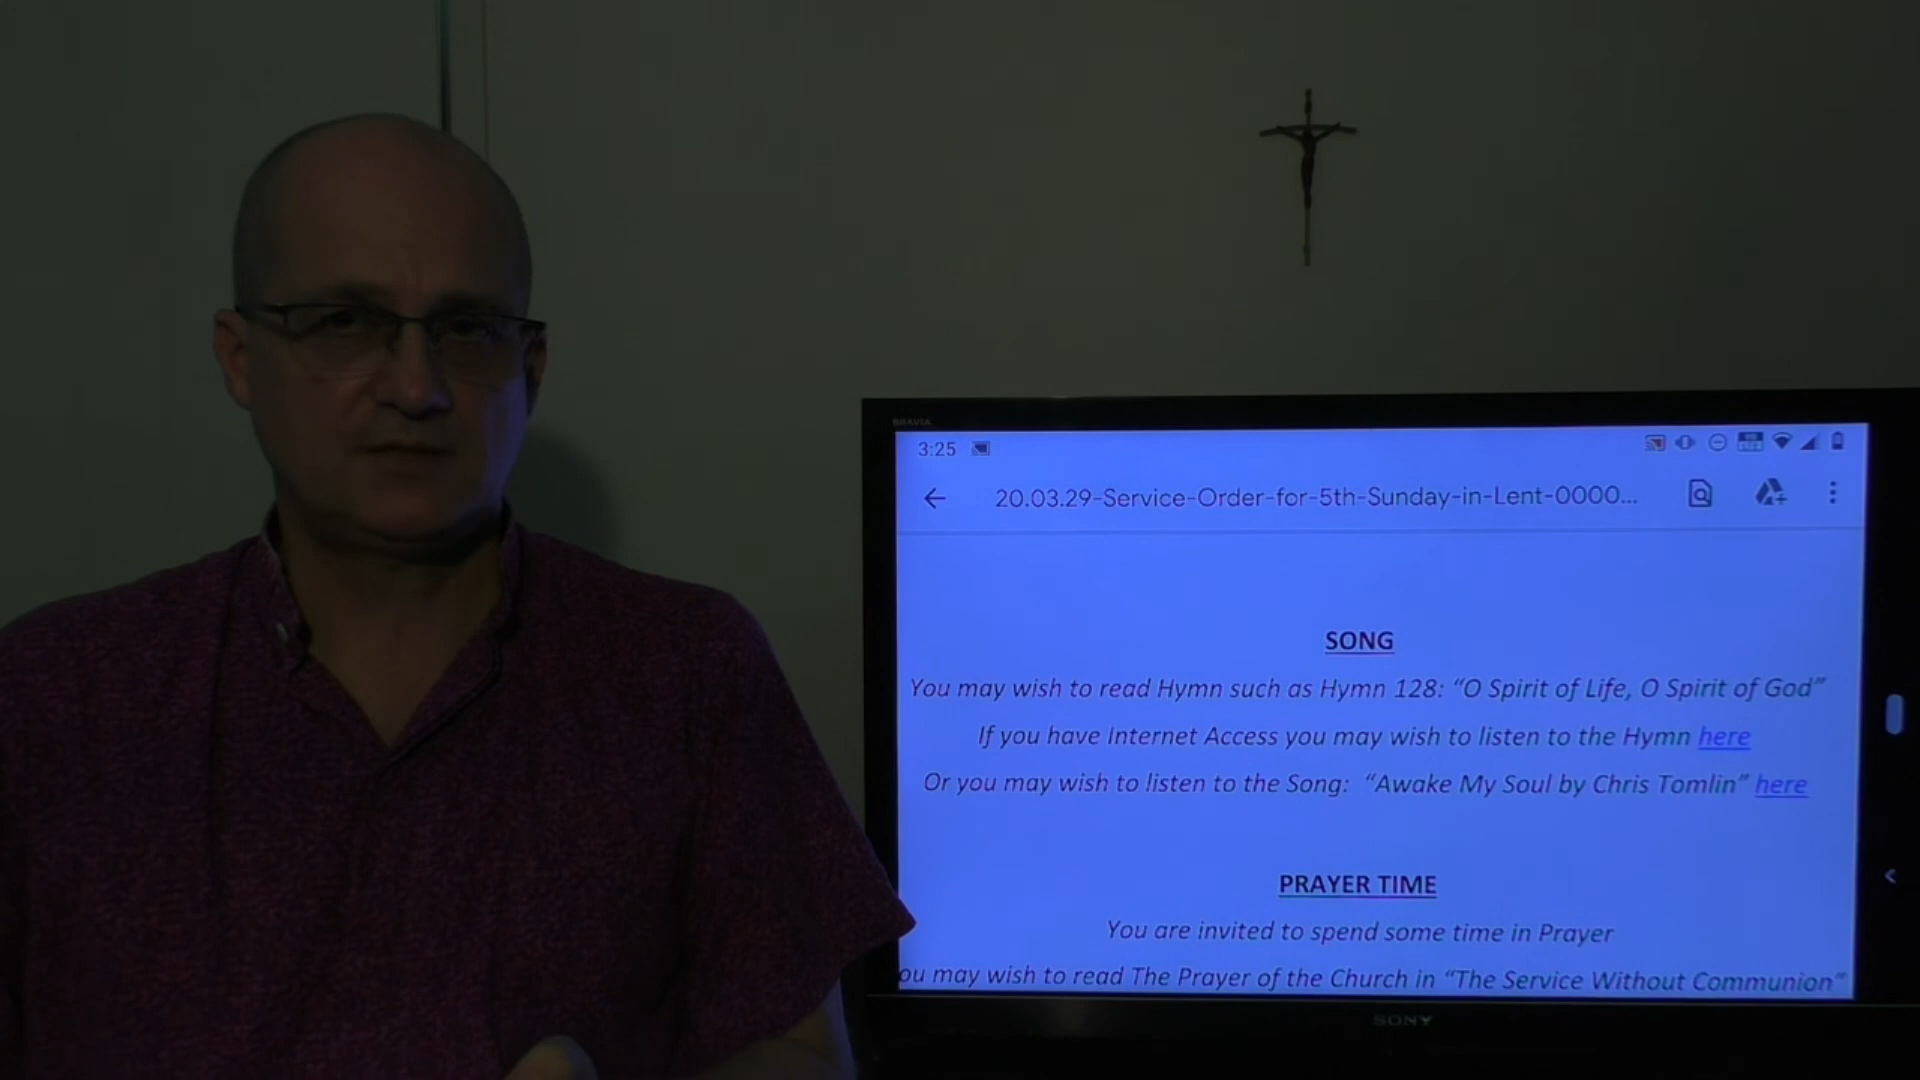 BRAVIA
3:25
20.03.29-Service-Order-for-5th-Sunday-in-Lent-0000...
SONG
You may wish to read Hymn such as Hymn 128: “O Spirit of Life, O Spirit of God”
If you have Internet Access you may wish to listen to the Hymn here
Or you may wish to listen to the Song: “Awake My Soul by Chris Tomlin” here
PRAYER TIME
You are invited to spend some time in Prayer
ou may wish to read The Prayer of the Church in “The Service Without Communion”
SONY